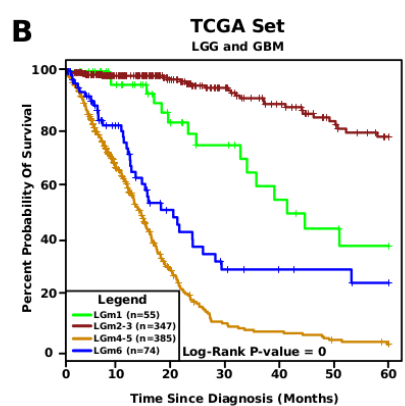 B
TCGA Set
LGG and GBM
Percent Probability Of Survival
100
80
60
40
20
0
Legend
LGm1 (n=55)
LGm2-3 (n=347)
LGm4-5 (n=385)
LGm6 (n=74)
Log-Rank P-value = 0
0 10 20 30 40 50 60
Time Since Diagnosis (Months)